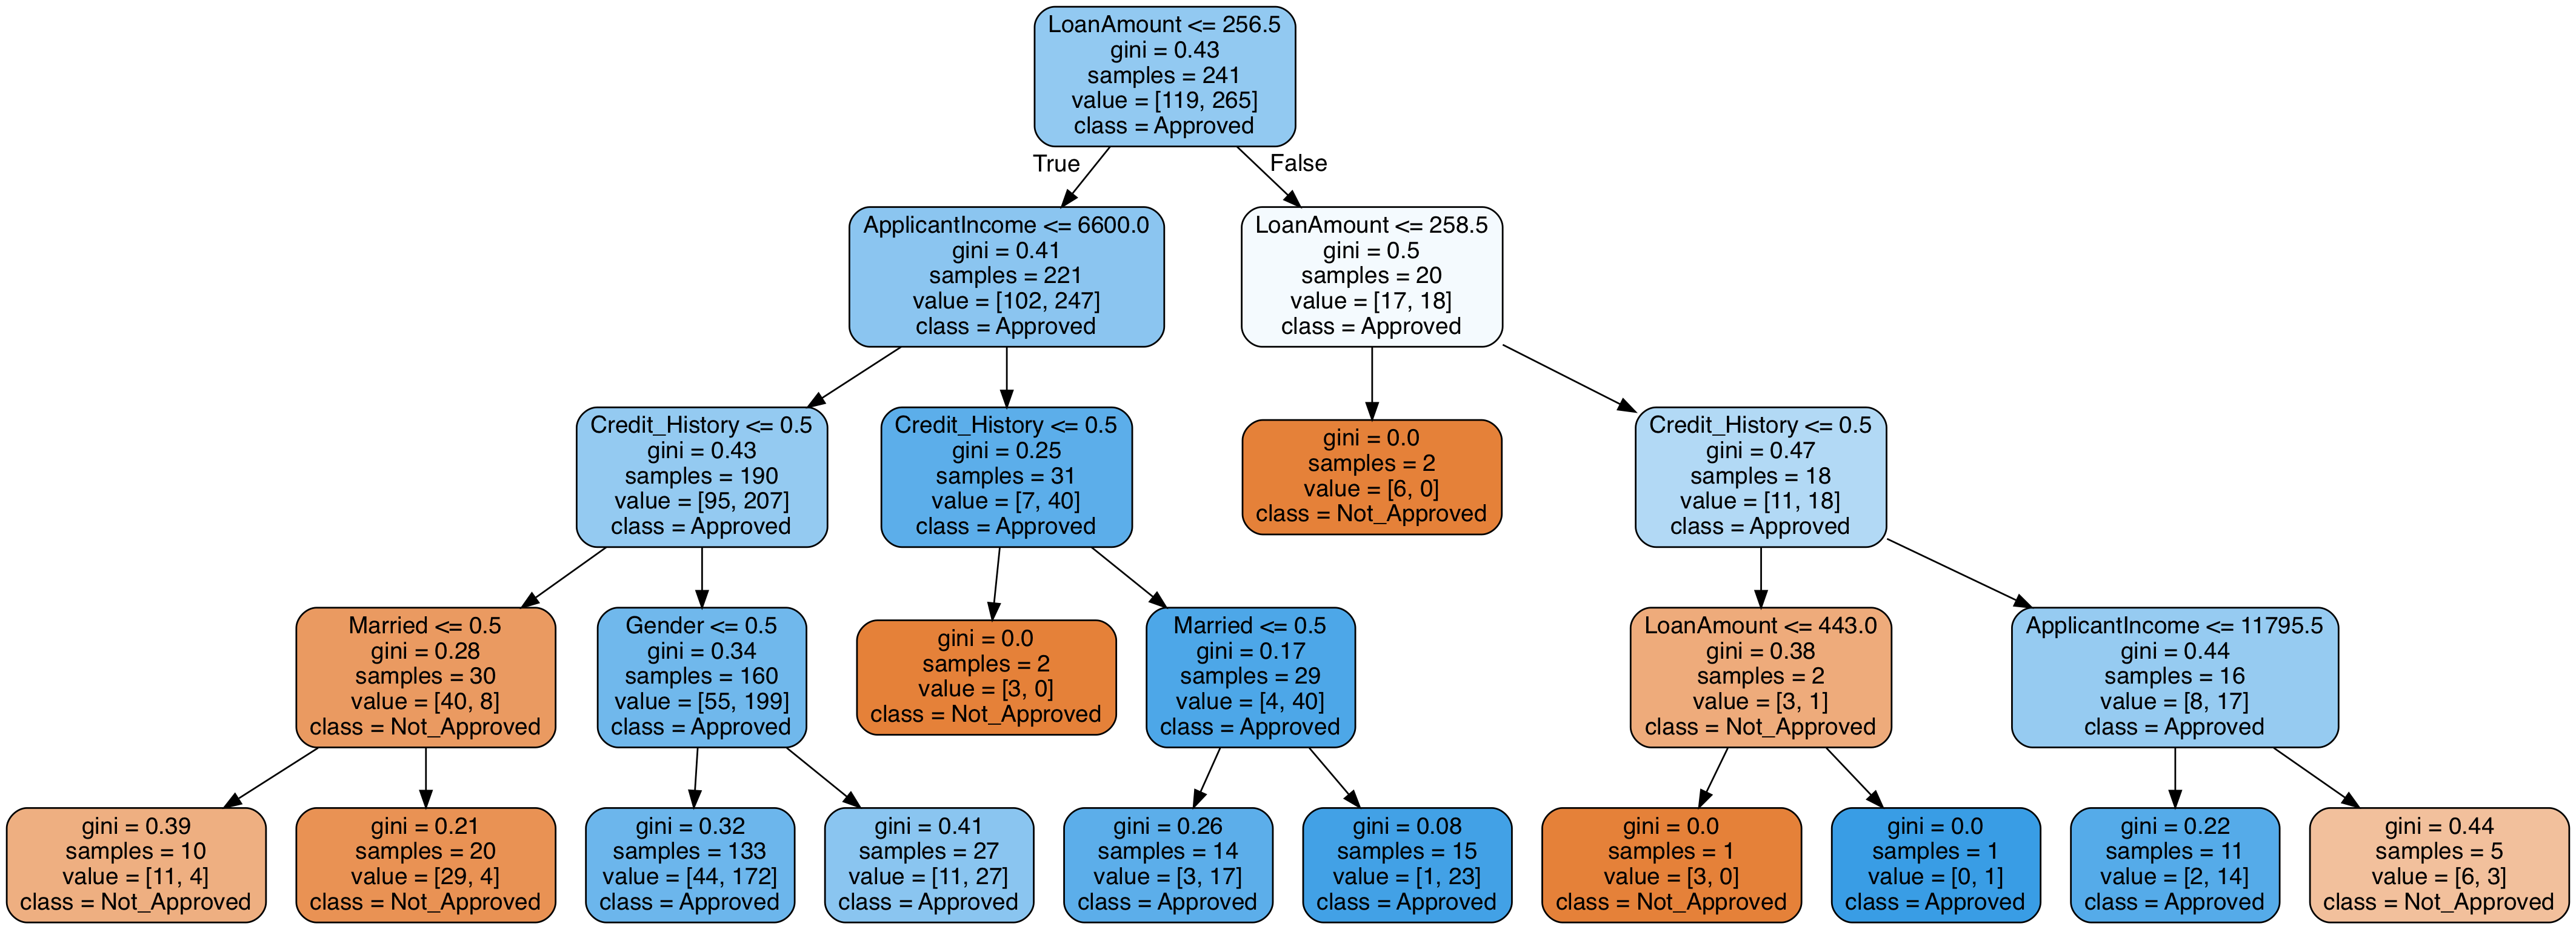 LoanAmount <= 256.5
gini = 0.43
samples = 241
value = [119, 265]
class = Approved
True
False
ApplicantIncome <= 6600.0
gini = 0.41
samples = 221
value = [102, 247]
class = Approved
LoanAmount <= 258.5
gini = 0.5
samples = 20
value = [17, 18]
class = Approved
Credit_History <= 0.5
gini = 0.43
samples = 190
value = [95, 207]
class = Approved
Credit_History <= 0.5
gini = 0.25
samples = 31
value = [7, 40]
class = Approved
gini = 0.0
samples = 2
value = [6, 0]
class = Not_Approved
Credit_History <= 0.5
gini = 0.47
samples = 18
value = [11, 18]
class = Approved
Married <= 0.5
gini = 0.28
samples = 30
value = [40, 8]
class = Not_Approved
Gender <= 0.5
gini = 0.34
samples = 160
value = [55, 199]
class = Approved
gini = 0.0
samples = 2
value = [3, 0]
class = Not_Approved
Married <= 0.5
gini = 0.17
samples = 29
value = [4, 40]
class = Approved
LoanAmount <= 443.0
gini = 0.38
samples = 2
value = [3, 1]
class = Not_Approved
ApplicantIncome <= 11795.5
gini = 0.44
samples = 16
value = [8, 17]
class = Approved
gini = 0.39
samples = 10
value = [11, 4]
class = Not_Approved
gini = 0.21
samples = 20
value = [29, 4]
class = Not_Approved
gini = 0.32
samples = 133
value = [44, 172]
class = Approved
gini = 0.41
samples = 27
value = [11, 27]
class = Approved
gini = 0.26
samples = 14
value = [3, 17]
class = Approved
gini = 0.08
samples = 15
value = [1, 23]
class = Approved
gini = 0.0
samples = 1
value = [3, 0]
class = Not_Approved
gini = 0.0
samples = 1
value = [0, 1]
class = Approved
gini = 0.22
samples = 11
value = [2, 14]
class = Approved
gini = 0.44
samples = 5
value = [6, 3]
class = Not_Approved